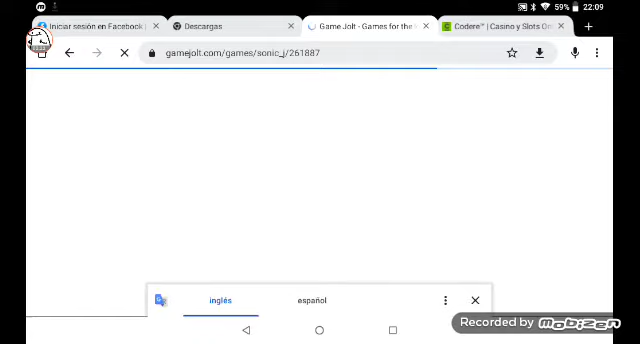 59% 22:09
Iniciar sesión en Facebook |
Descargas
Game Jolt - Games for the
Codere™ | Casino y Slots On
gamejolt.com/games/sonic_j/261887
inglés español
Recorded by mobizen